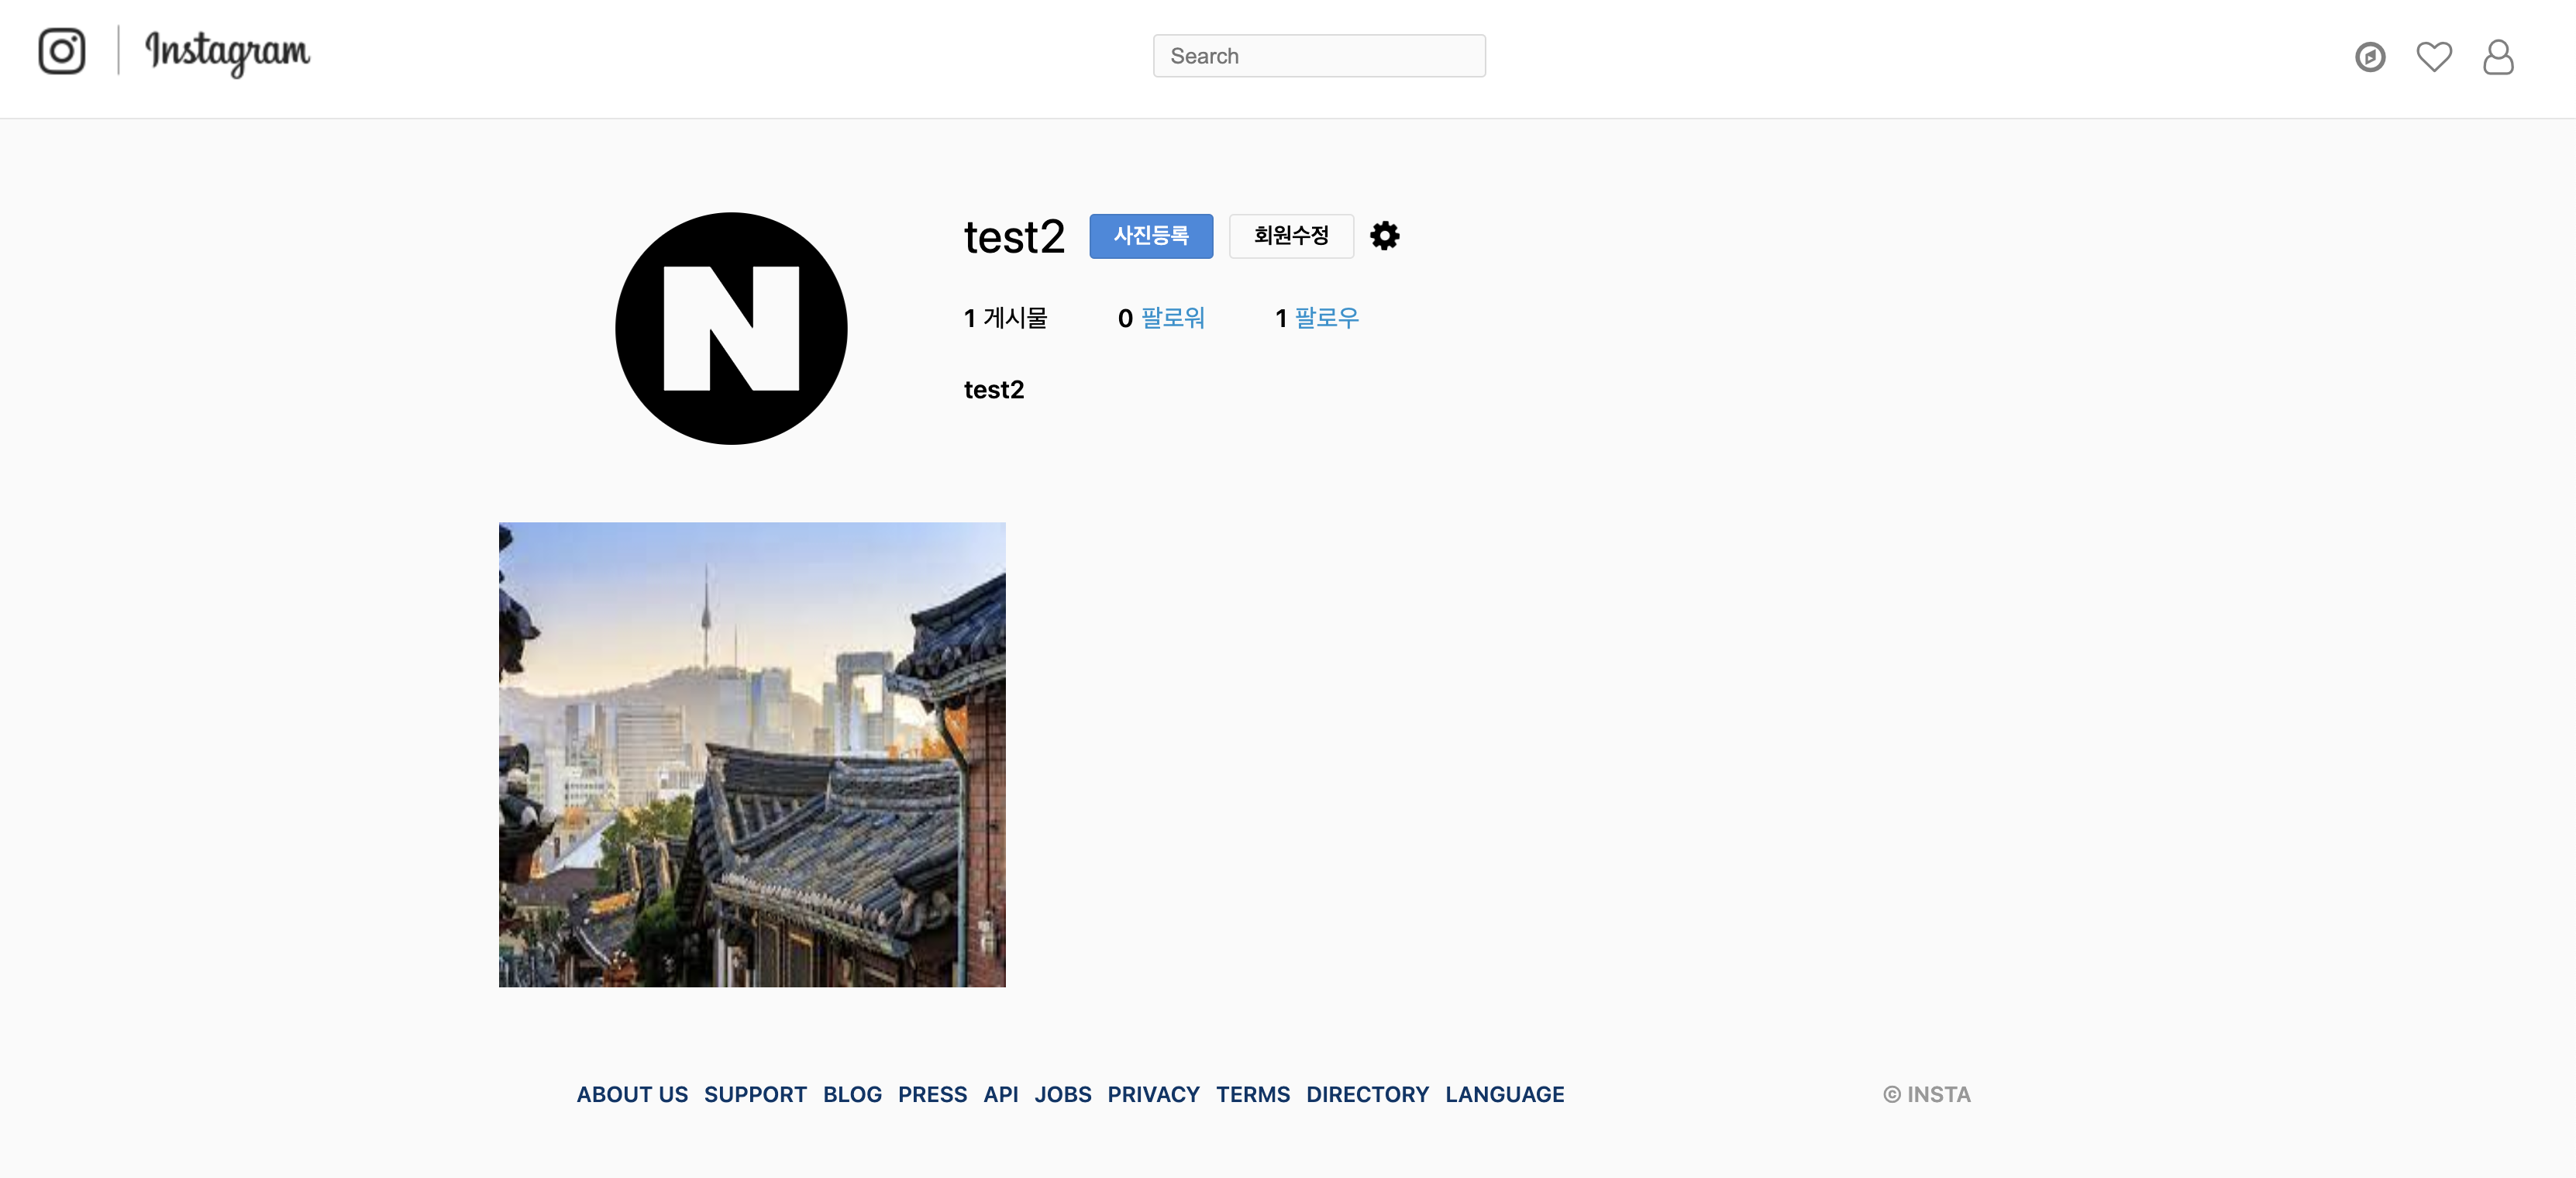 Instagram
Search
N
test2 사진등록 회원수정
1 게시물 0 팔로워 1 팔로우
test2
ABOUT US SUPPORT BLOG PRESS API JOBS PRIVACY TERMS DIRECTORY LANGUAGE
© INSTA